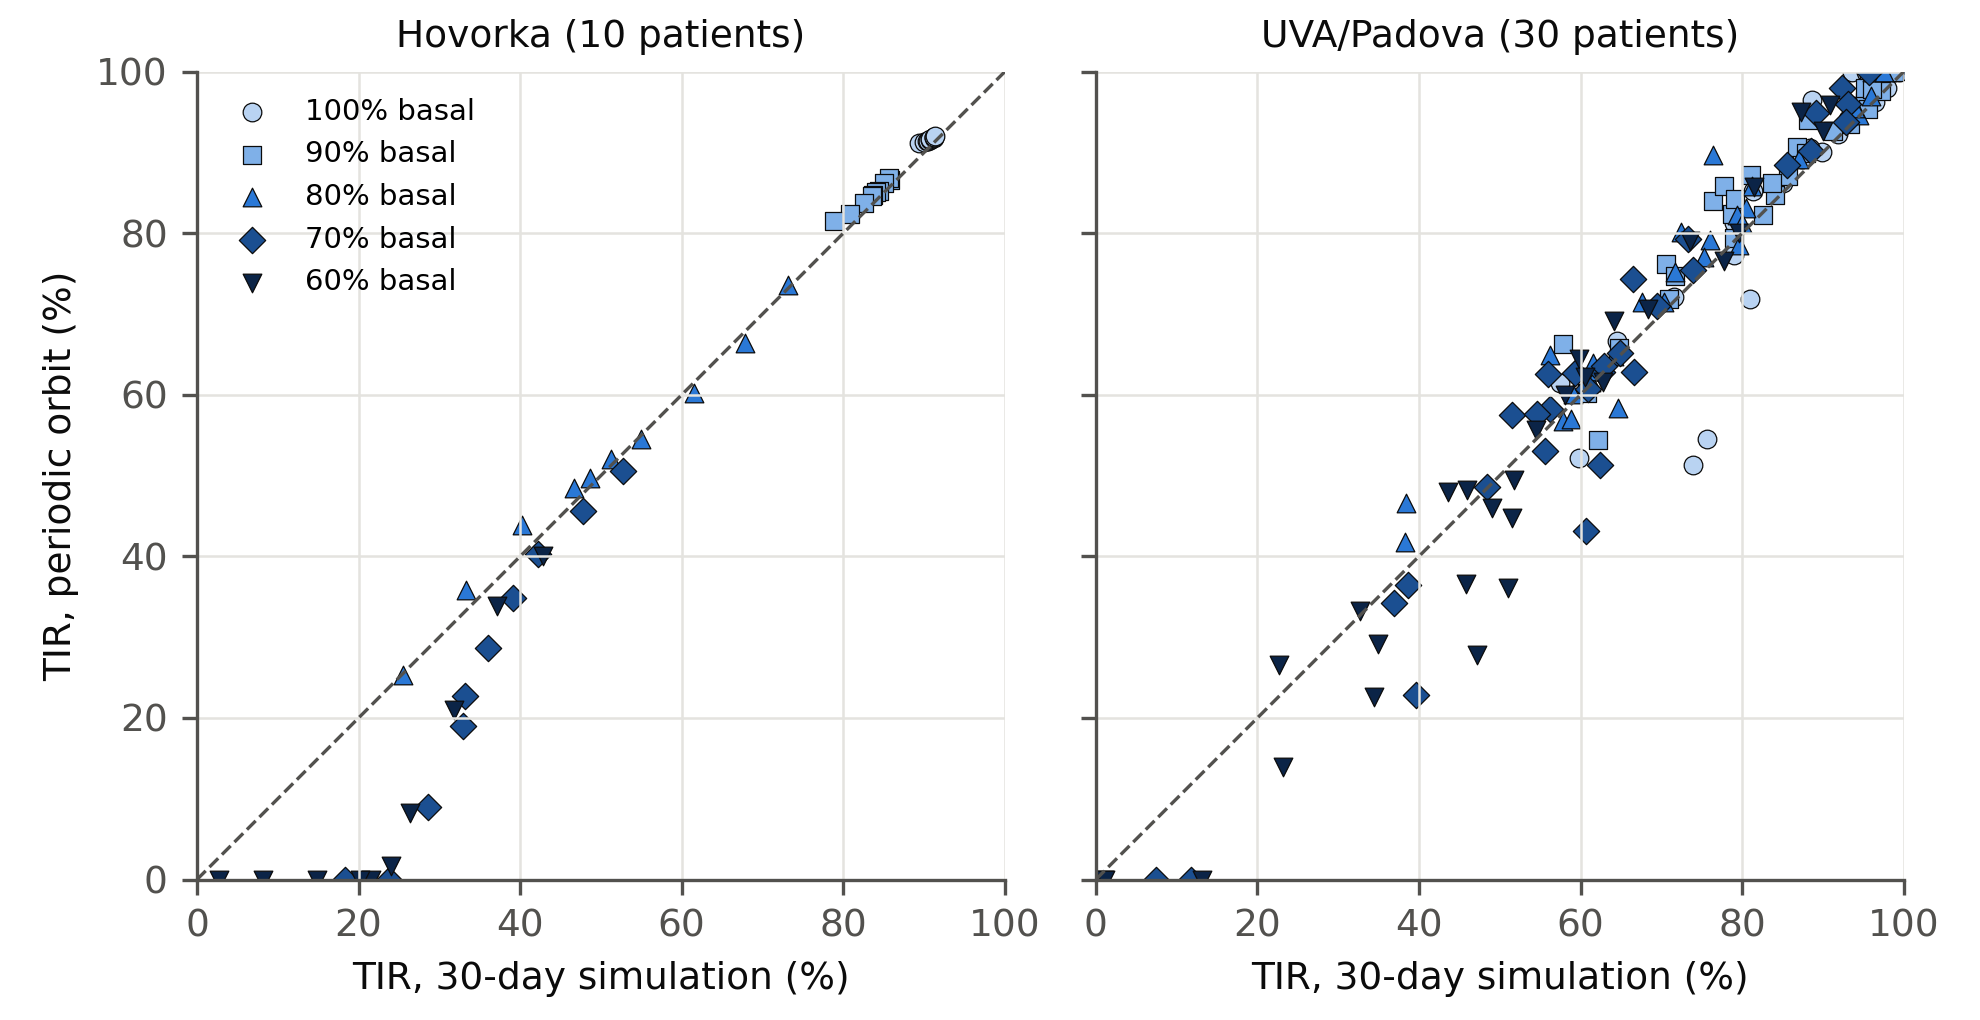 Hovorka (10 patients)
UVA/Padova (30 patients)
TIR, periodic orbit (%)
100
80
60
40
20
0
100% basal
90% basal
80% basal
70% basal
60% basal
0 20 40 60 80 100
0 20 40 60 80 100
TIR, 30-day simulation (%)
TIR, 30-day simulation (%)